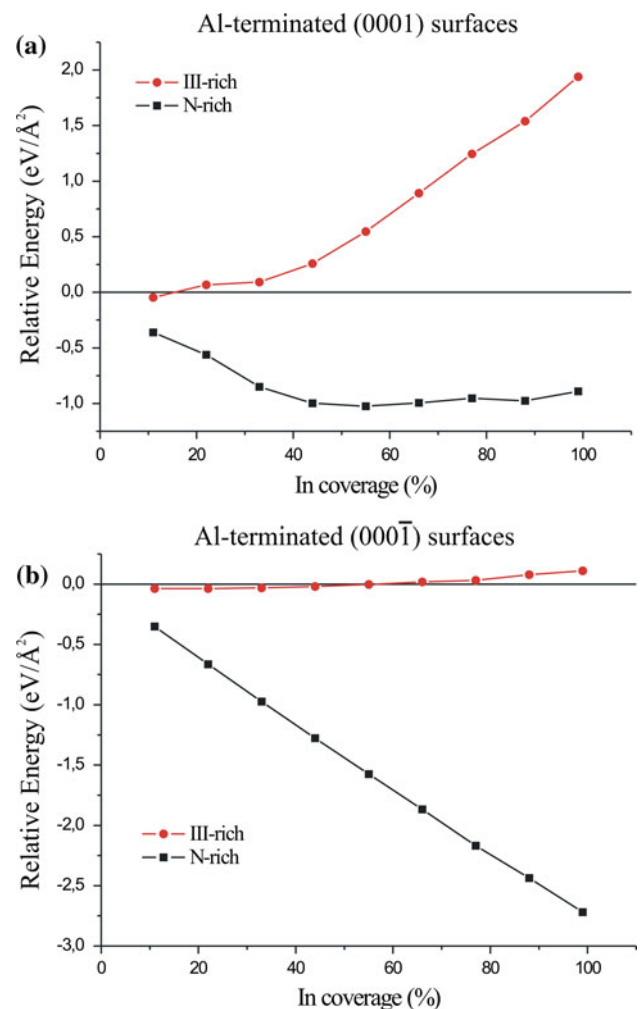 Al-terminated (0001) surfaces
(a)
2,0
1,5
1,0
0,5
0,0
-0,5
-1,0
III-rich
N-rich
Relative Energy (eV/Å²)
0 20 40 60 80 100
In coverage (%)
Al-terminated (0001̅) surfaces
(b)
0,0
-0,5
-1,0
-1,5
-2,0
-2,5
-3,0
III-rich
N-rich
Relative Energy (eV/Å²)
0 20 40 60 80 100
In coverage (%)